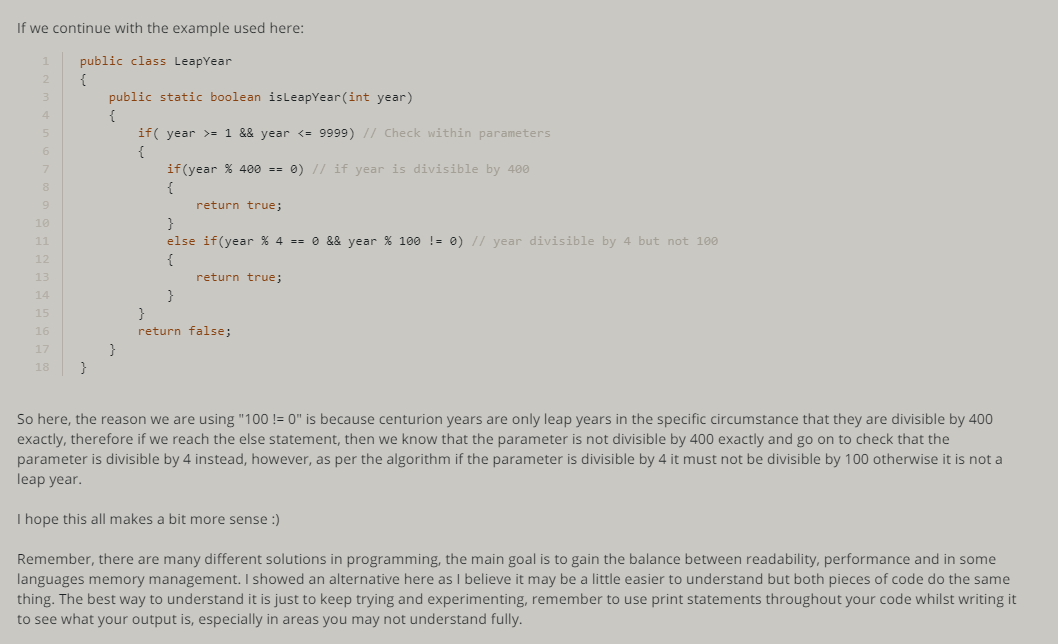 If we continue with the example used here:
1 public class LeapYear
2 {
3     public static boolean isLeapYear(int year)
4     {
5         if( year >= 1 && year <= 9999) // Check within parameters
6         {
7             if(year % 400 == 0) // if year is divisible by 400
8             {
9                 return true;
10             }
11             else if(year % 4 == 0 && year % 100 != 0) // year divisible by 4 but not 100
12             {
13                 return true;
14             }
15         }
16         return false;
17     }
18 }
So here, the reason we are using "100 != 0" is because centurion years are only leap years in the specific circumstance that they are divisible by 400
exactly, therefore if we reach the else statement, then we know that the parameter is not divisible by 400 exactly and go on to check that the
parameter is divisible by 4 instead, however, as per the algorithm if the parameter is divisible by 4 it must not be divisible by 100 otherwise it is not a
leap year.
I hope this all makes a bit more sense :)
Remember, there are many different solutions in programming, the main goal is to gain the balance between readability, performance and in some
languages memory management. I showed an alternative here as I believe it may be a little easier to understand but both pieces of code do the same
thing. The best way to understand it is just to keep trying and experimenting, remember to use print statements throughout your code whilst writing it
to see what your output is, especially in areas you may not understand fully.